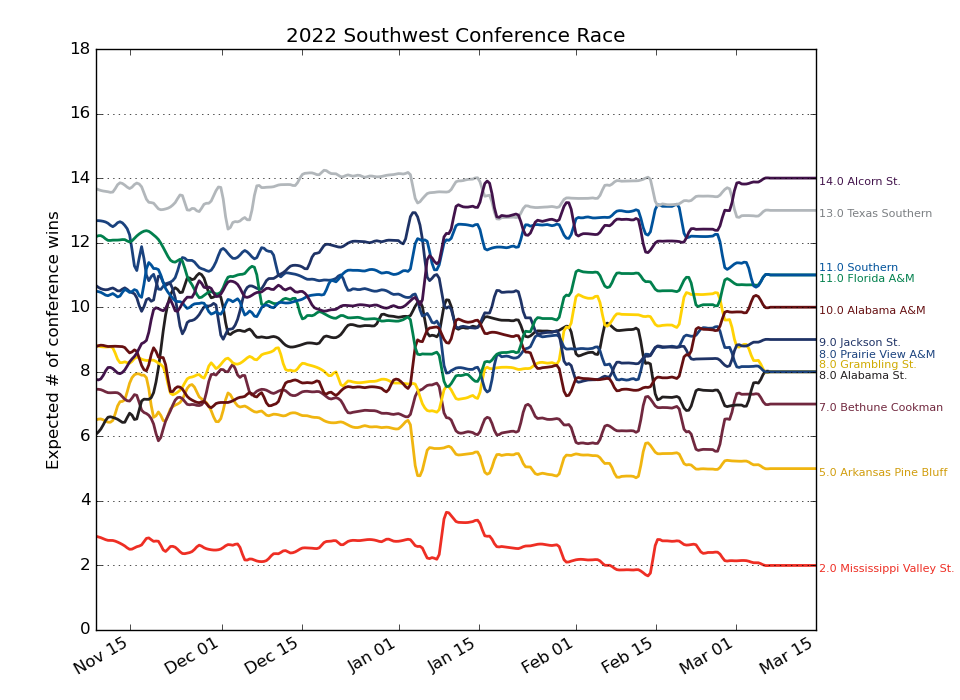 2022 Southwest Conference Race
Expected # of conference wins
18
16
14
12
10
8
6
4
2
0
Nov 15
Dec 01
Dec 15
Jan 01
Jan 15
Feb 01
Feb 15
Mar 01
Mar 15
14.0 Alcorn St.
13.0 Texas Southern
11.0 Southern
11.0 Florida A&M
10.0 Alabama A&M
9.0 Jackson St.
8.0 Prairie View A&M
8.0 Grambling St.
8.0 Alabama St.
7.0 Bethune Cookman
5.0 Arkansas Pine Bluff
2.0 Mississippi Valley St.